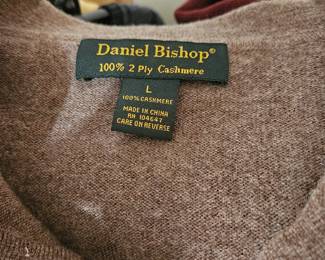 Daniel Bishop®
100% 2 Ply Cashmere
L
100% CASHMERE
MADE IN CHINA
RN 104647
CARE ON REVERSE